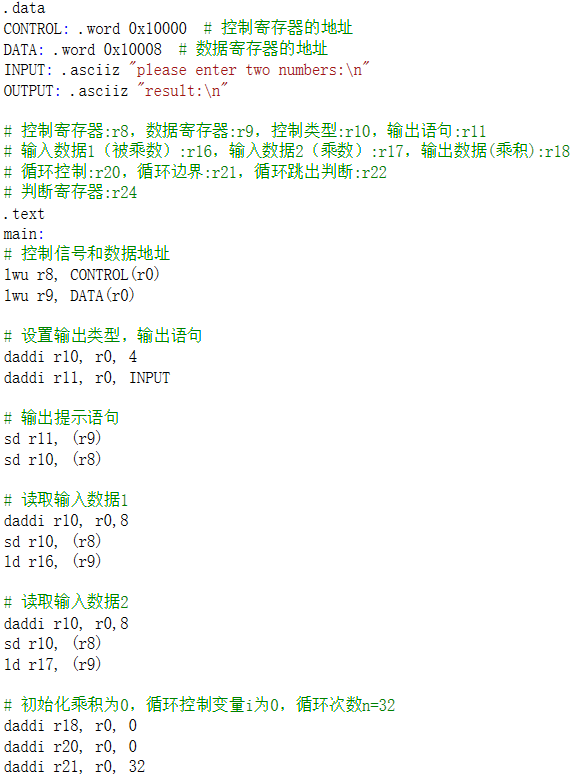 .data
CONTROL: .word 0x10000  # 控制寄存器的地址
DATA: .word 0x10008  # 数据寄存器的地址
INPUT: .asciiz "please enter two numbers:\n"
OUTPUT: .asciiz "result:\n"
# 控制寄存器:r8，数据寄存器:r9，控制类型:r10，输出语句:r11
# 输入数据1（被乘数）:r16，输入数据2（乘数）:r17，输出数据(乘积):r18
# 循环控制:r20，循环边界:r21，循环跳出判断:r22
# 判断寄存器:r24
.text
main:
# 控制信号和数据地址
lwu r8, CONTROL(r0)
lwu r9, DATA(r0)
# 设置输出类型，输出语句
daddi r10, r0, 4
daddi r11, r0, INPUT
# 输出提示语句
sd r11, (r9)
sd r10, (r8)
# 读取输入数据1
daddi r10, r0,8
sd r10, (r8)
ld r16, (r9)
# 读取输入数据2
daddi r10, r0,8
sd r10, (r8)
ld r17, (r9)
# 初始化乘积为0，循环控制变量i为0，循环次数n=32
daddi r18, r0, 0
daddi r20, r0, 0
daddi r21, r0, 32